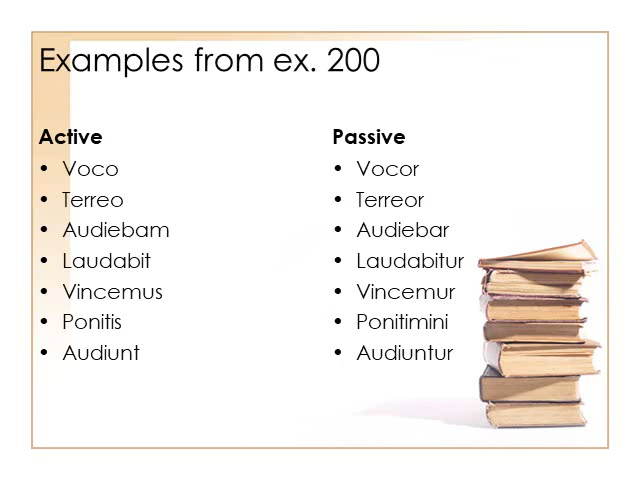 Examples from ex. 200
Active
• Voco
• Terreo
• Audiebam
• Laudabit
• Vincemus
• Ponitis
• Audiunt
Passive
• Vocor
• Terreor
• Audiebar
• Laudabitur
• Vincemur
• Ponitimini
• Audiuntur